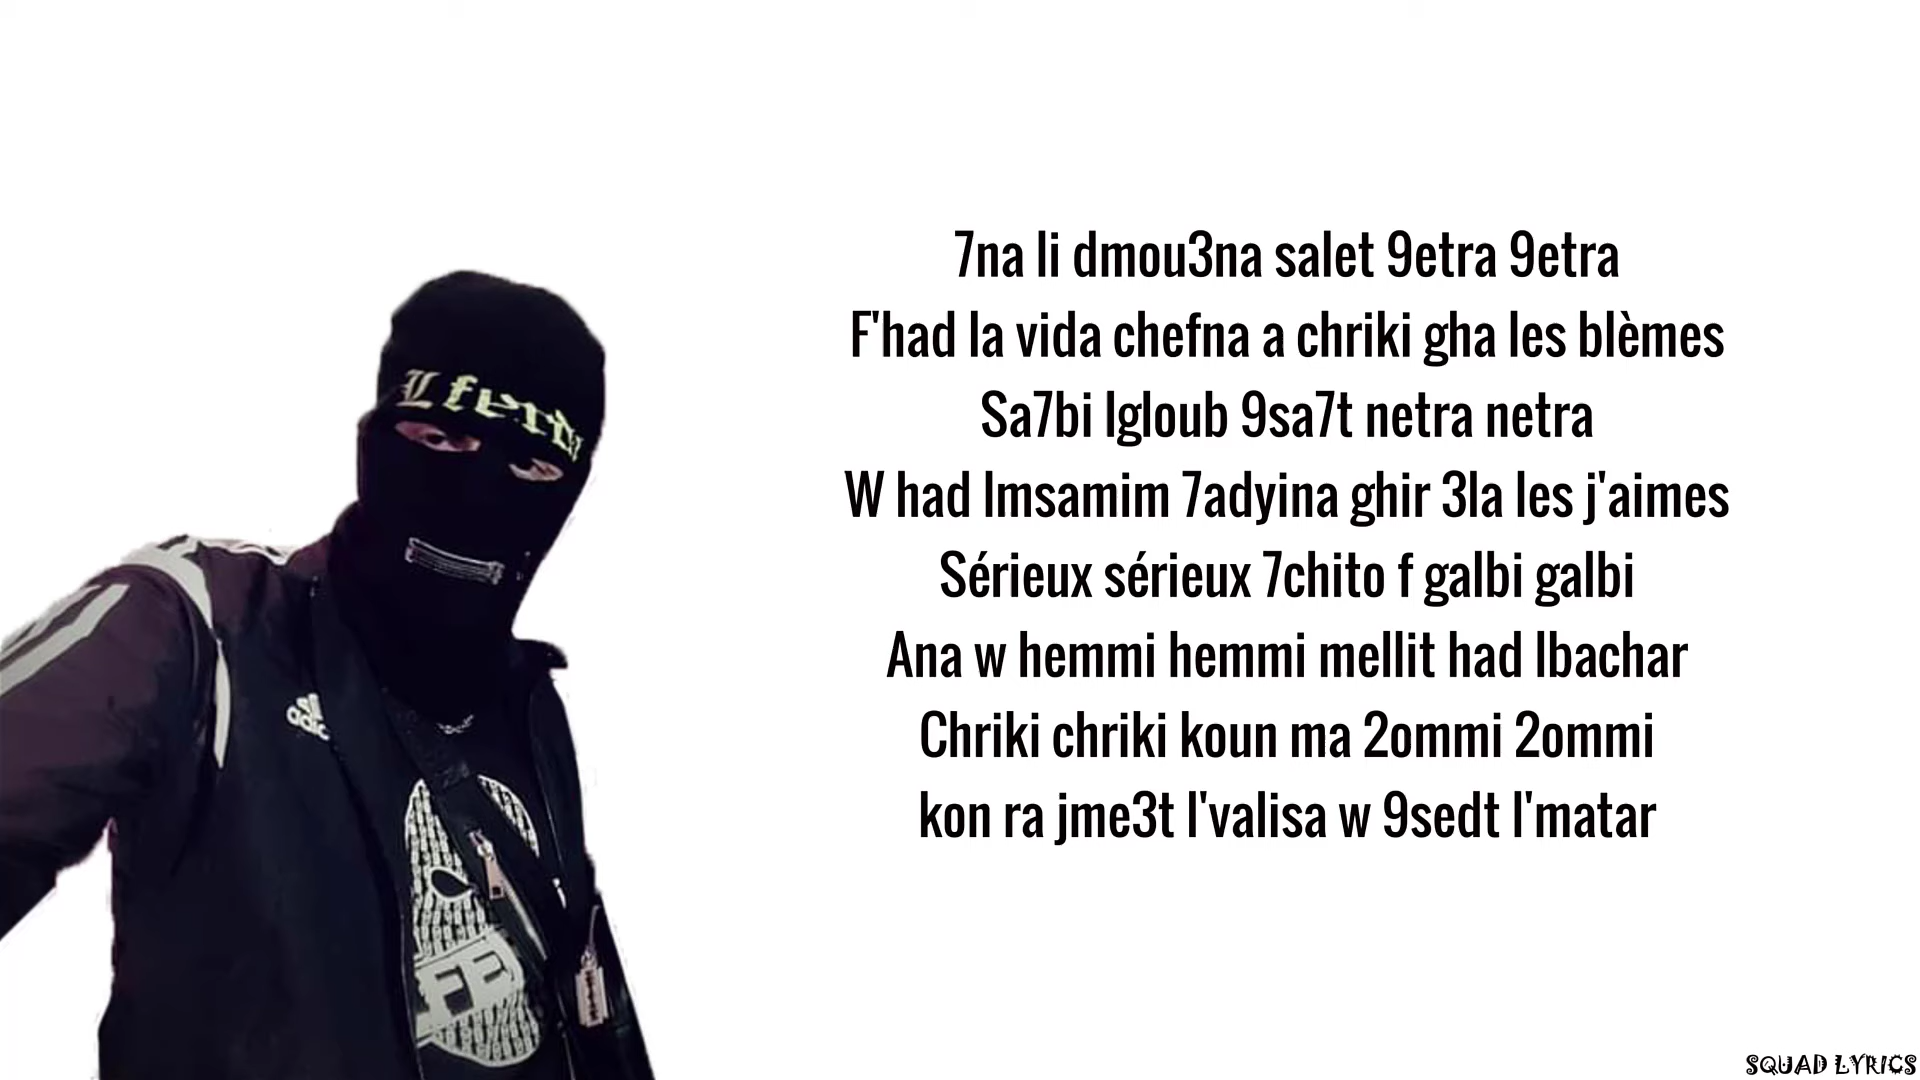 Lferda
adidas
FE
7na li dmou3na salet 9etra 9etra
F'had la vida chefna a chriki gha les blèmes
Sa7bi lgloub 9sa7t netra netra
W had lmsamim 7adyina ghir 3la les j'aimes
Sérieux sérieux 7chito f galbi galbi
Ana w hemmi hemmi mellit had lbachar
Chriki chriki koun ma 2ommi 2ommi
kon ra jme3t l'valisa w 9sedt l'matar
SQUAD LYRICS